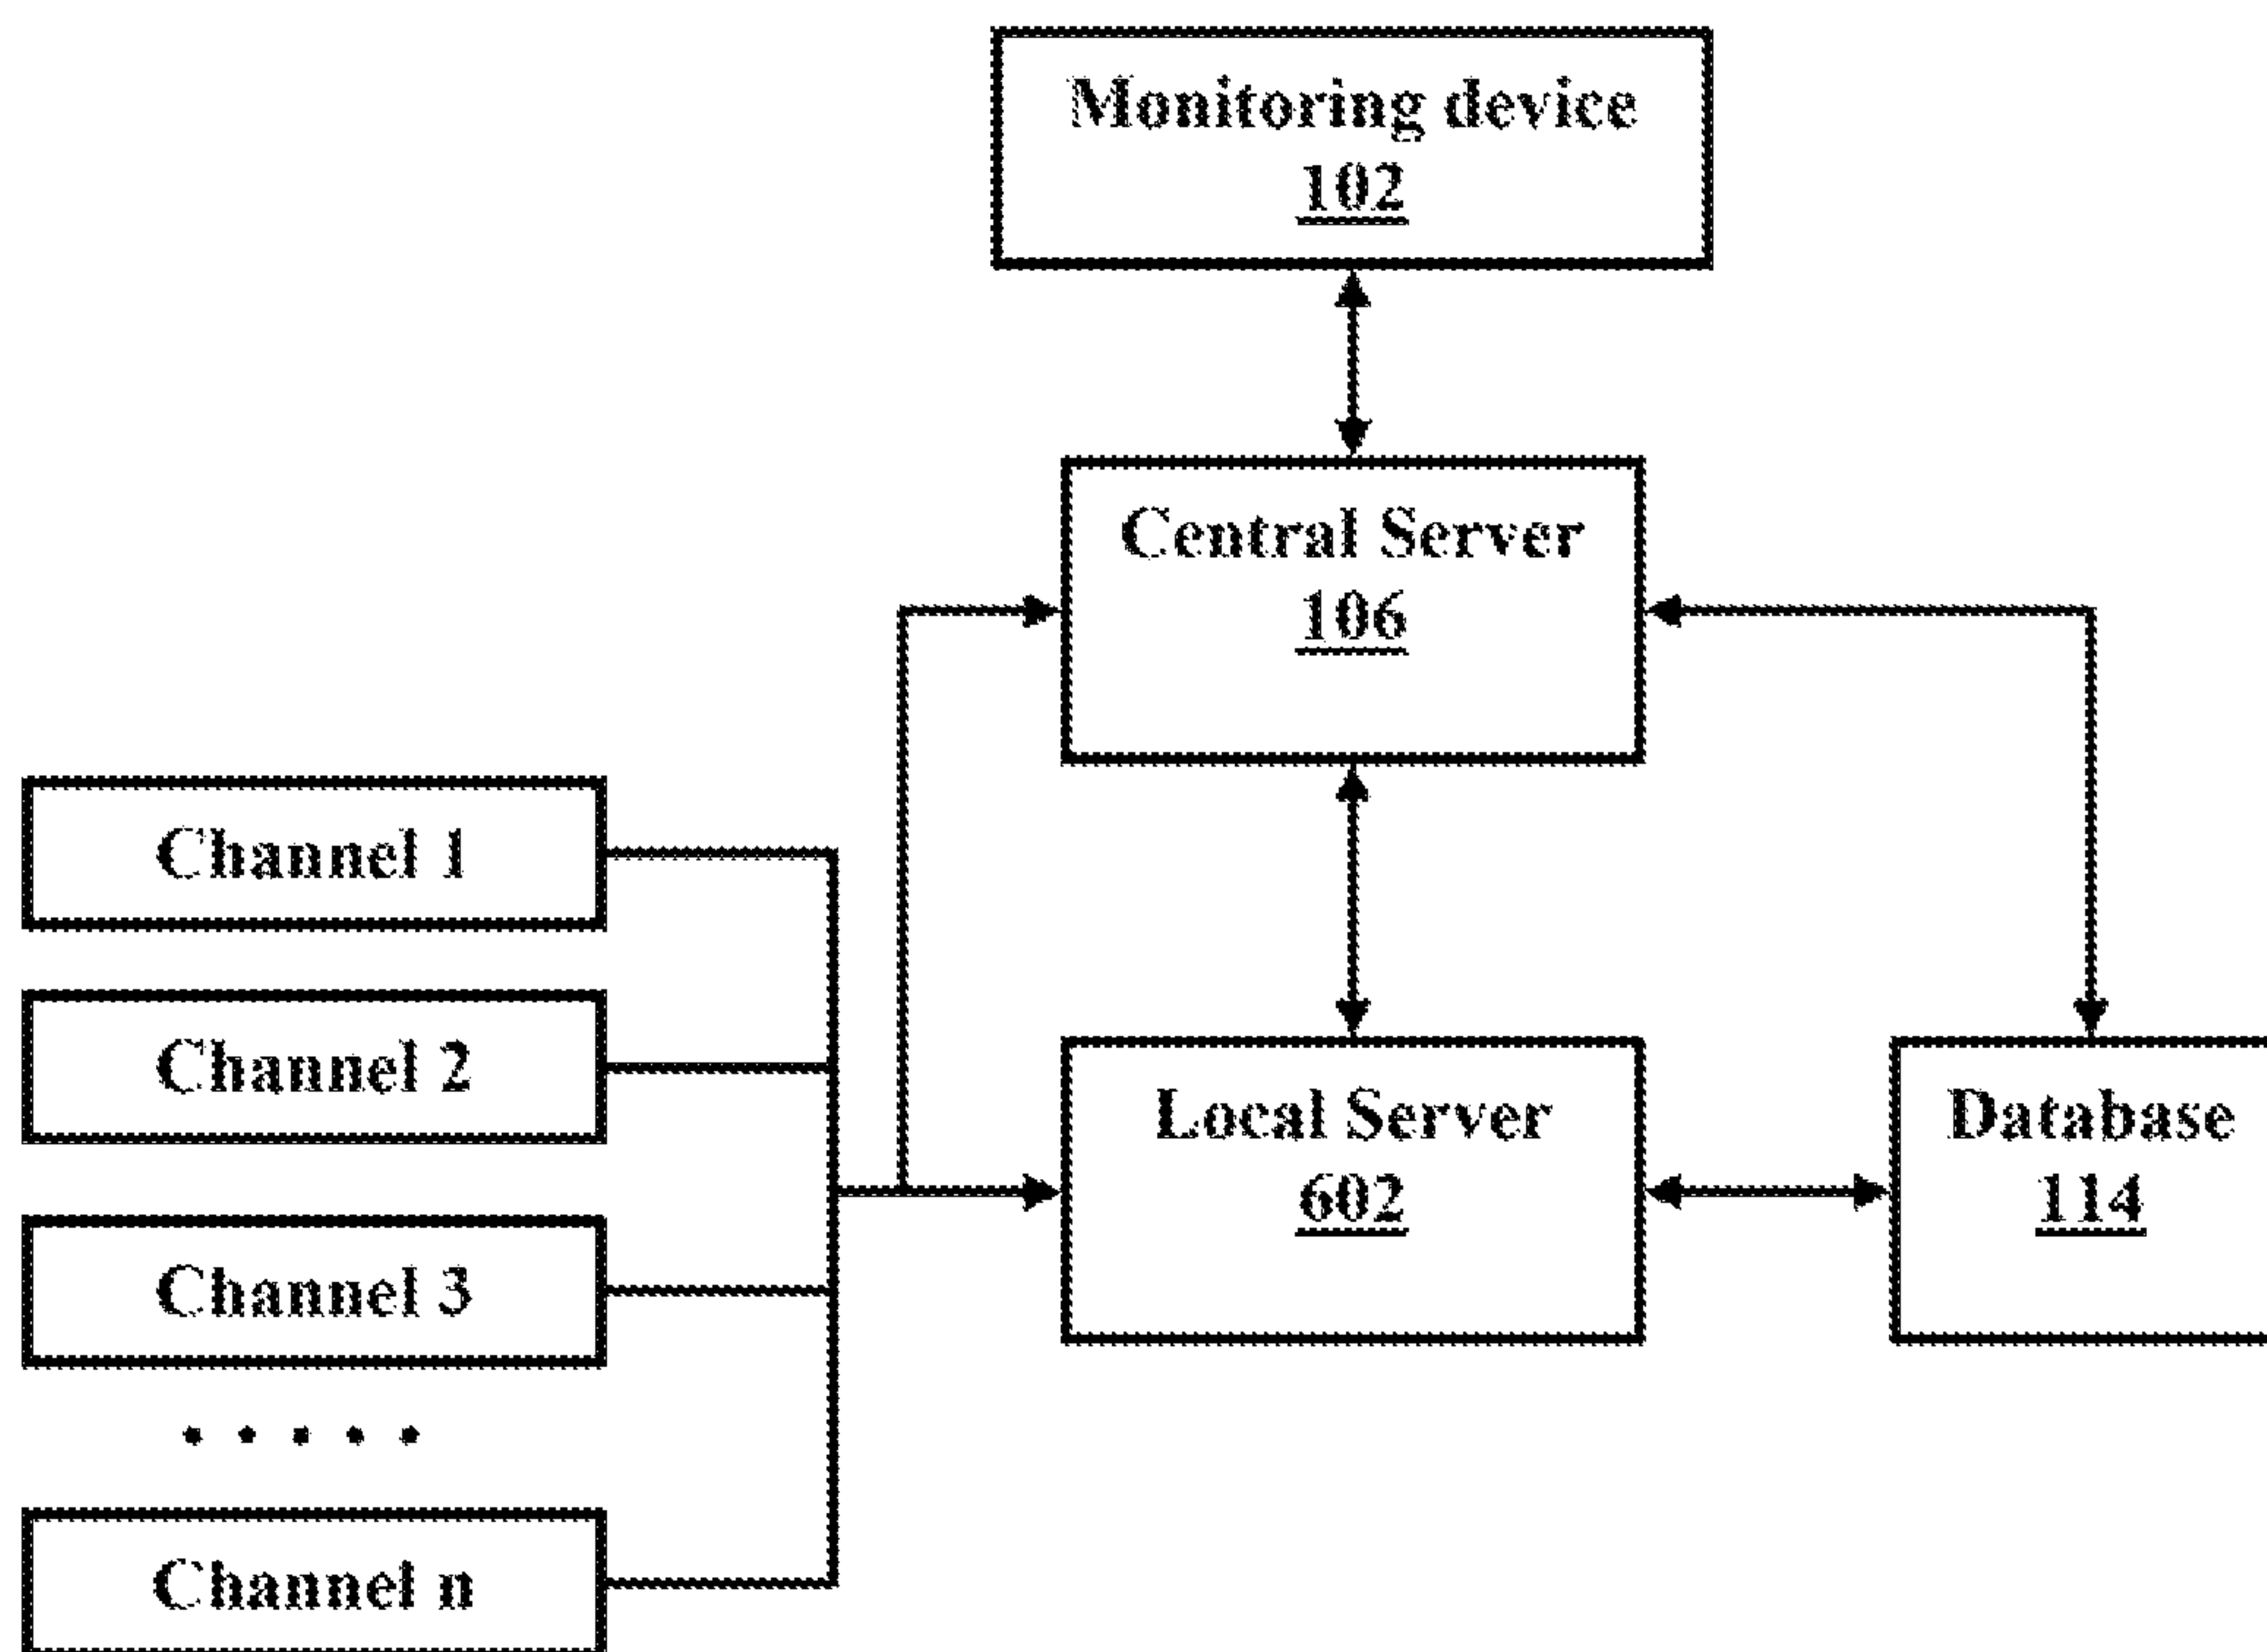 Monitoring device
102
Central Server
106
Channel 1
Channel 2
Channel 3
.....
Channel n
Local Server
602
Database
114